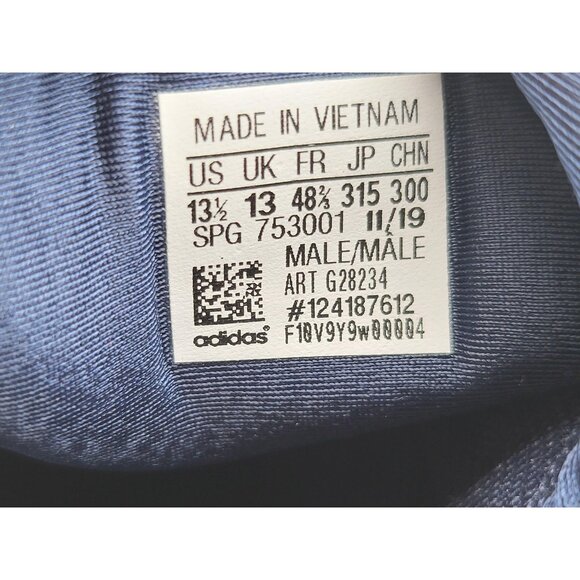 MADE IN VIETNAM
US UK FR JP CHN
13½ 13 48⅔ 315 300
SPG 753001 11/19
MALE/MÂLE
ART G28234
#124187612
adidas® F10V9Y9w00004